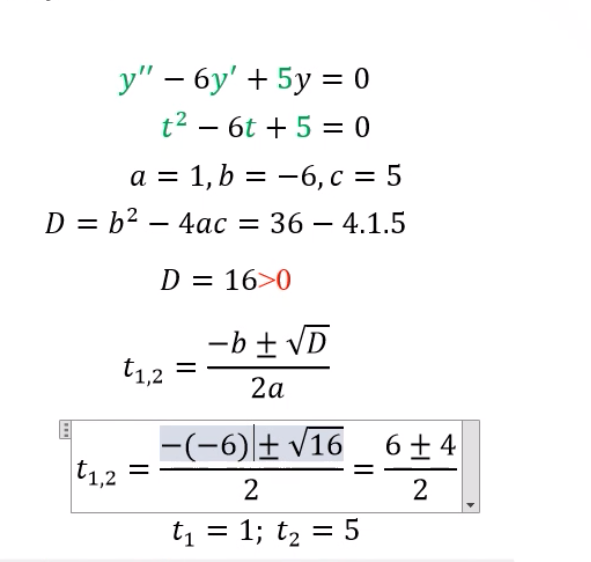 y′′ − 6y′ + 5y = 0
t² − 6t + 5 = 0
a = 1, b = −6, c = 5
D = b² − 4ac = 36 − 4.1.5
D = 16>0
t₁,₂ = (−b ± √D) / 2a
t₁,₂ = (−(−6) ± √16) / 2 = (6 ± 4) / 2
t₁ = 1; t₂ = 5